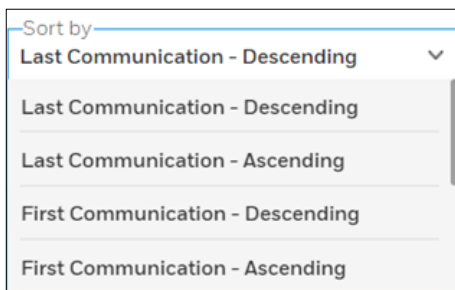 Sort by
Last Communication - Descending
Last Communication - Descending
Last Communication - Ascending
First Communication - Descending
First Communication - Ascending